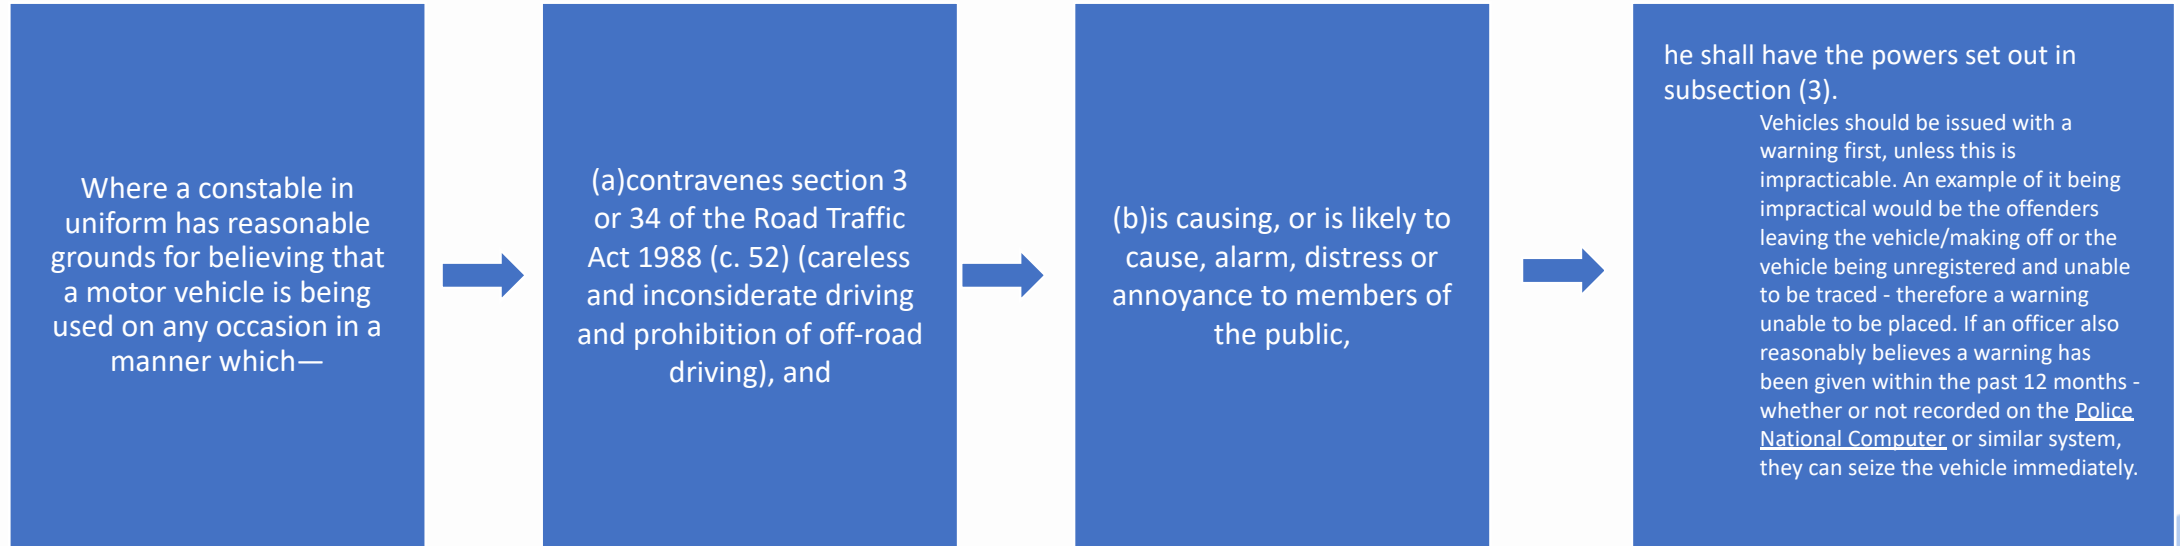 Where a constable in
uniform has reasonable
grounds for believing that
a motor vehicle is being
used on any occasion in a
manner which—
(a)contravenes section 3
or 34 of the Road Traffic
Act 1988 (c. 52) (careless
and inconsiderate driving
and prohibition of off-road
driving), and
(b)is causing, or is likely to
cause, alarm, distress or
annoyance to members of
the public,
he shall have the powers set out in
subsection (3).
Vehicles should be issued with a
warning first, unless this is
impracticable. An example of it being
impractical would be the offenders
leaving the vehicle/making off or the
vehicle being unregistered and unable
to be traced - therefore a warning
unable to be placed. If an officer also
reasonably believes a warning has
been given within the past 12 months -
whether or not recorded on the Police
National Computer or similar system,
they can seize the vehicle immediately.